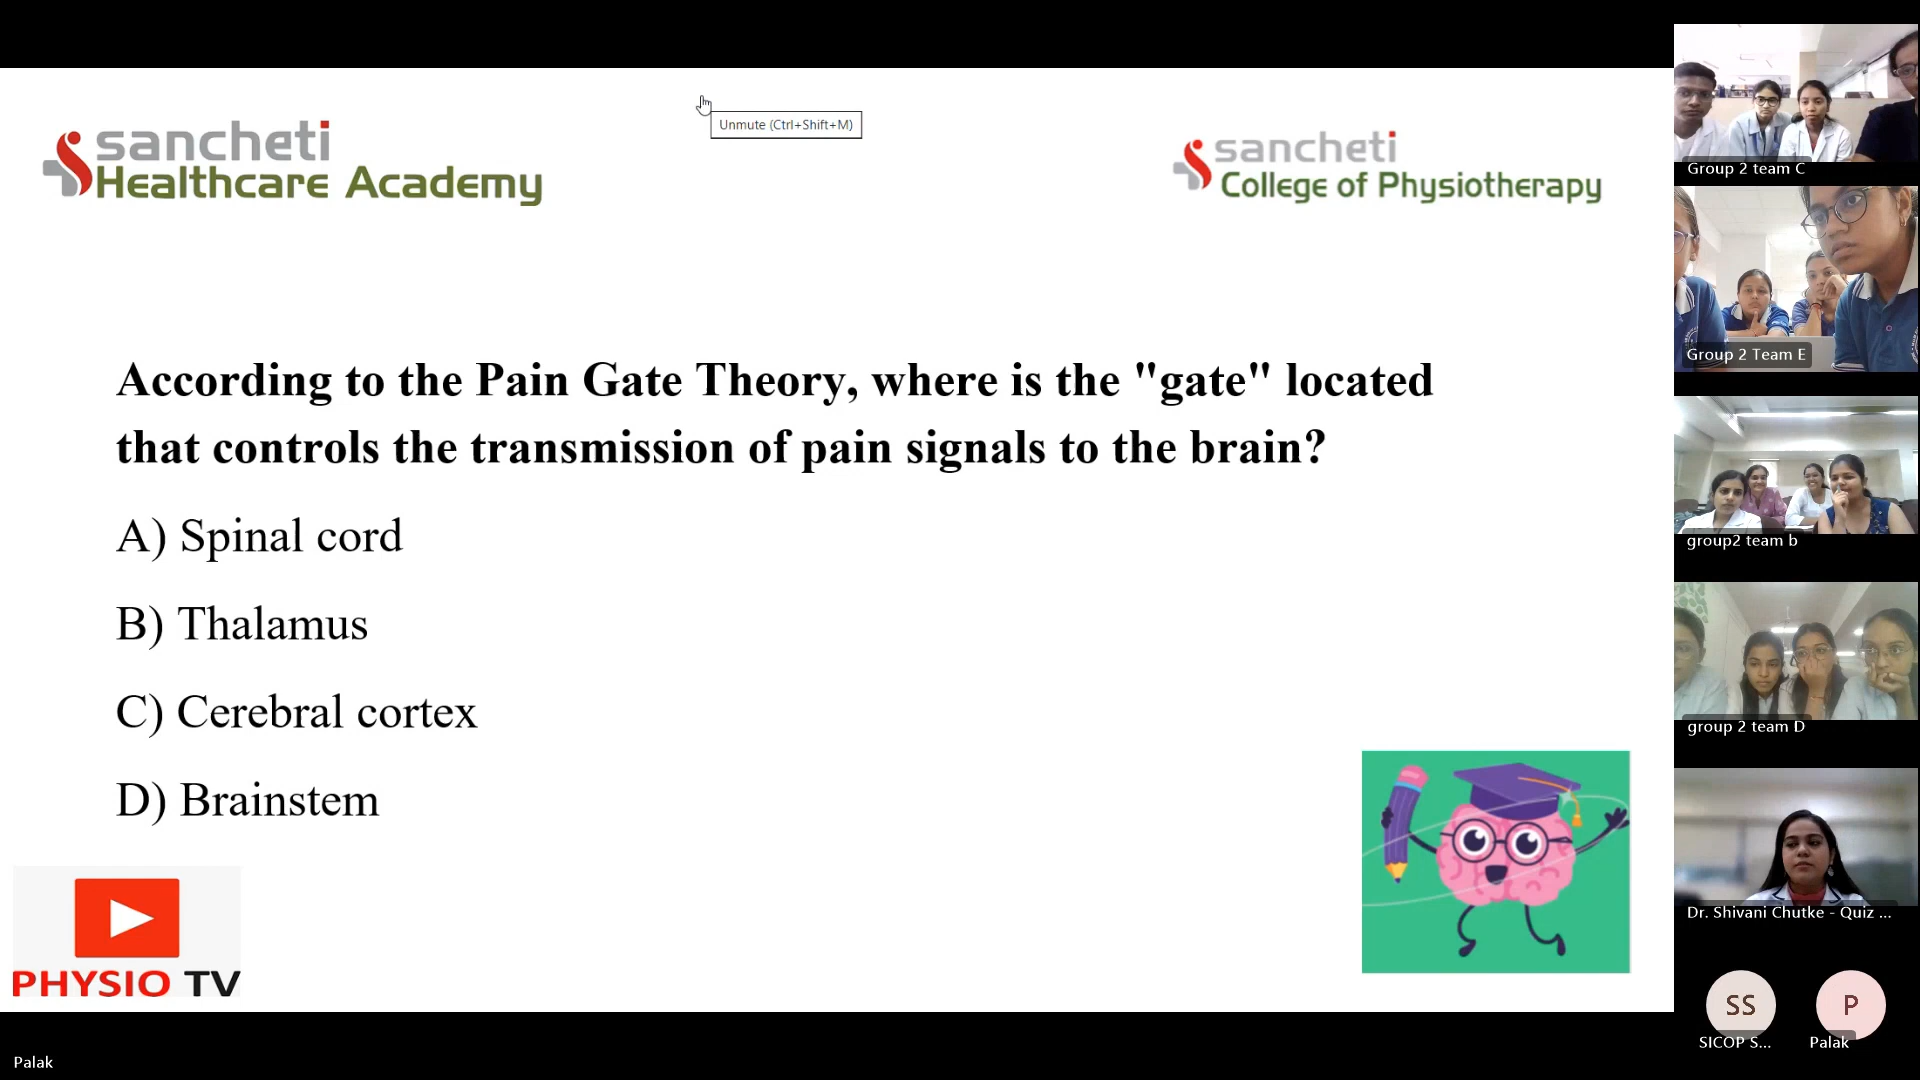 sancheti
Healthcare Academy
Unmute (Ctrl+Shift+M)
sancheti
College of Physiotherapy
According to the Pain Gate Theory, where is the "gate" located
that controls the transmission of pain signals to the brain?
A) Spinal cord
B) Thalamus
C) Cerebral cortex
D) Brainstem
PHYSIO TV
Palak
Group 2 team C
Group 2 Team E
group2 team b
group 2 team D
Dr. Shivani Chutke - Quiz ...
SS
SICOP S...
P
Palak